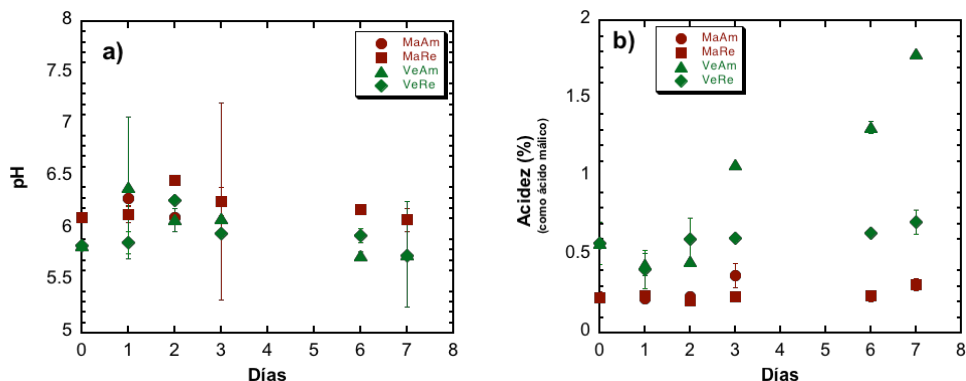 a)
MaAm
MaRe
VeAm
VeRe
pH
8
7.5
7
6.5
6
5.5
5
0 1 2 3 4 5 6 7 8
Días
b)
MaAm
MaRe
VeAm
VeRe
Acidez (%)
(como ácido málico)
2
1.5
1
0.5
0
0 1 2 3 4 5 6 7 8
Días